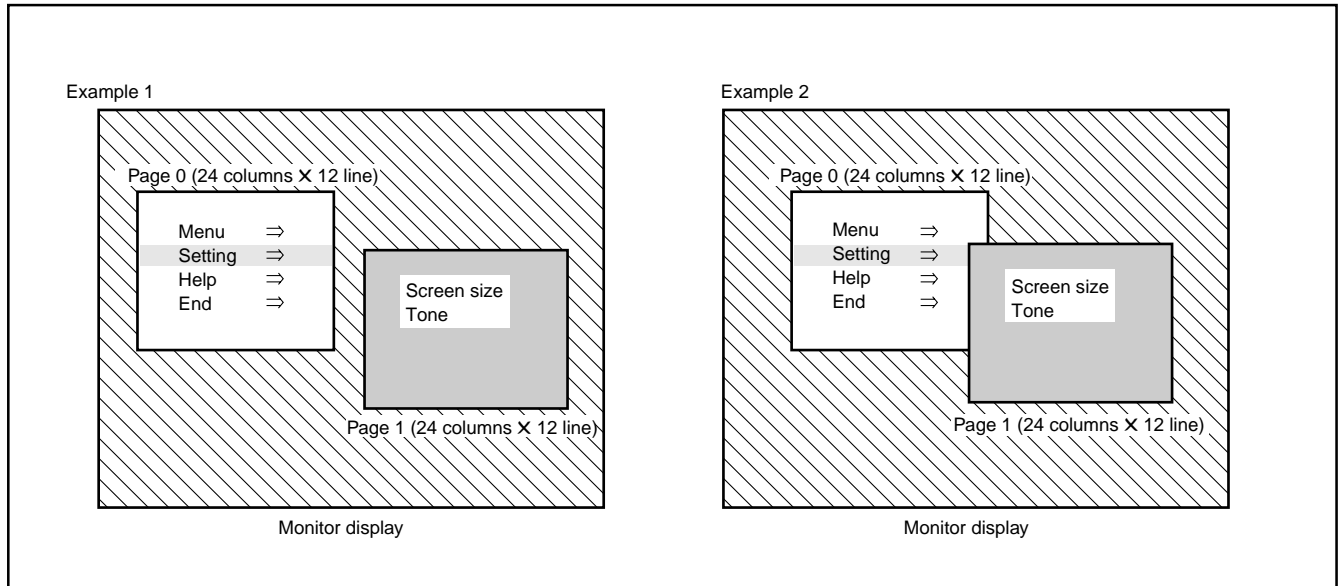 Example 1
Page 0 (24 columns ✕ 12 line)
Menu ⇒
Setting ⇒
Help ⇒
End ⇒
Screen size
Tone
Page 1 (24 columns ✕ 12 line)
Monitor display
Example 2
Page 0 (24 columns ✕ 12 line)
Menu ⇒
Setting ⇒
Help ⇒
End ⇒
Screen size
Tone
Page 1 (24 columns ✕ 12 line)
Monitor display